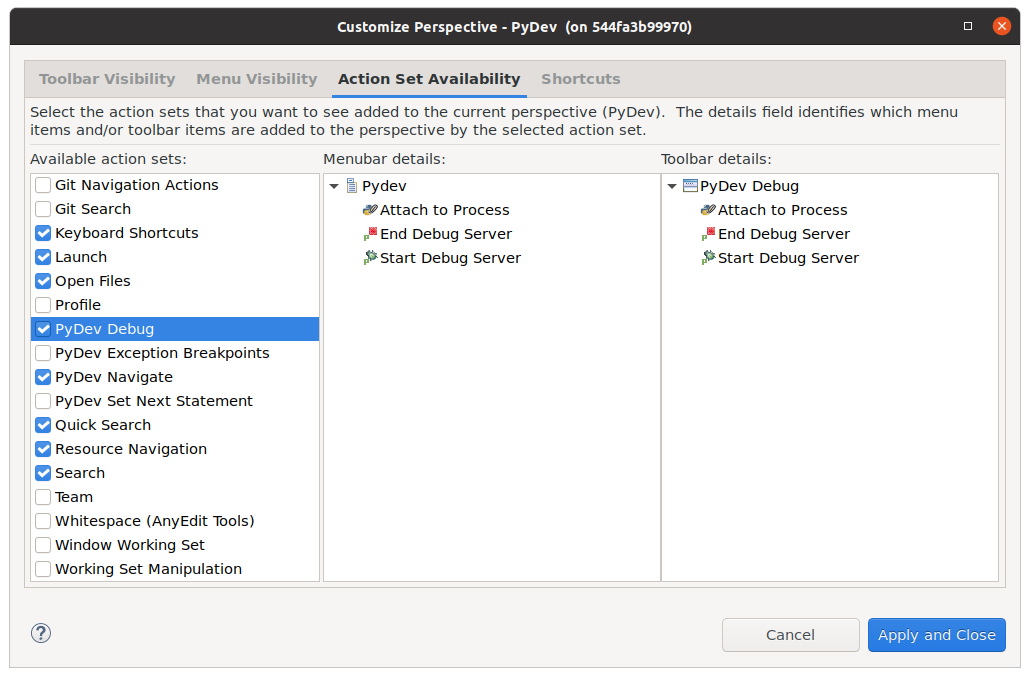 Customize Perspective - PyDev (on 544fa3b99970)
Toolbar Visibility Menu Visibility Action Set Availability Shortcuts
Select the action sets that you want to see added to the current perspective (PyDev).  The details field identifies which menu
items and/or toolbar items are added to the perspective by the selected action set.
Available action sets:
Git Navigation Actions
Git Search
Keyboard Shortcuts
Launch
Open Files
Profile
PyDev Debug
PyDev Exception Breakpoints
PyDev Navigate
PyDev Set Next Statement
Quick Search
Resource Navigation
Search
Team
Whitespace (AnyEdit Tools)
Window Working Set
Working Set Manipulation
Menubar details:
Pydev
Attach to Process
End Debug Server
Start Debug Server
Toolbar details:
PyDev Debug
Attach to Process
End Debug Server
Start Debug Server
?
Cancel
Apply and Close